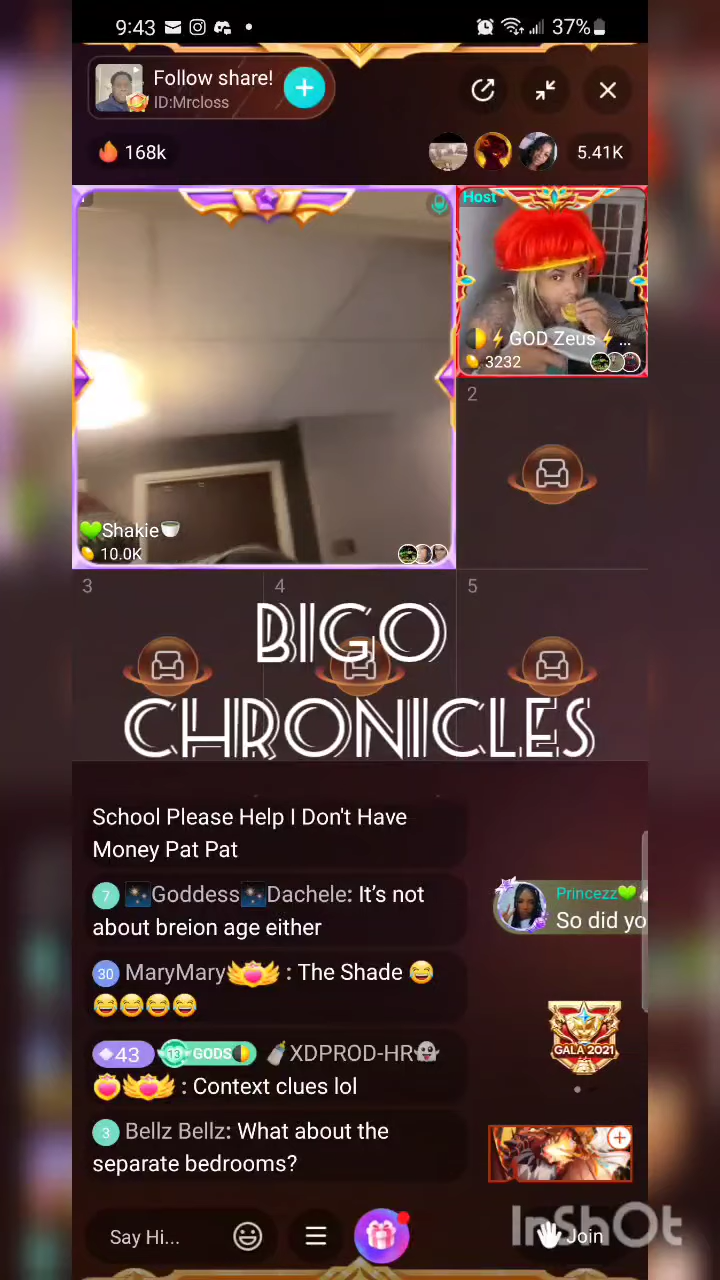 9:43
37%
Follow share!
ID:Mrcloss
168k
5.41K
Host
GOD Zeus ...
3232
Shakie
10.0K
2
3
4
5
BIGO
CHRONICLES
School Please Help I Don't Have
Money Pat Pat
7 Goddess Dachele: It's not
about breion age either
Princezz
So did yo
30 MaryMary : The Shade
43 13 GODS XDPROD-HR
: Context clues lol
GALA 2021
3 Bellz Bellz: What about the
separate bedrooms?
Say Hi...
Join
InShOt